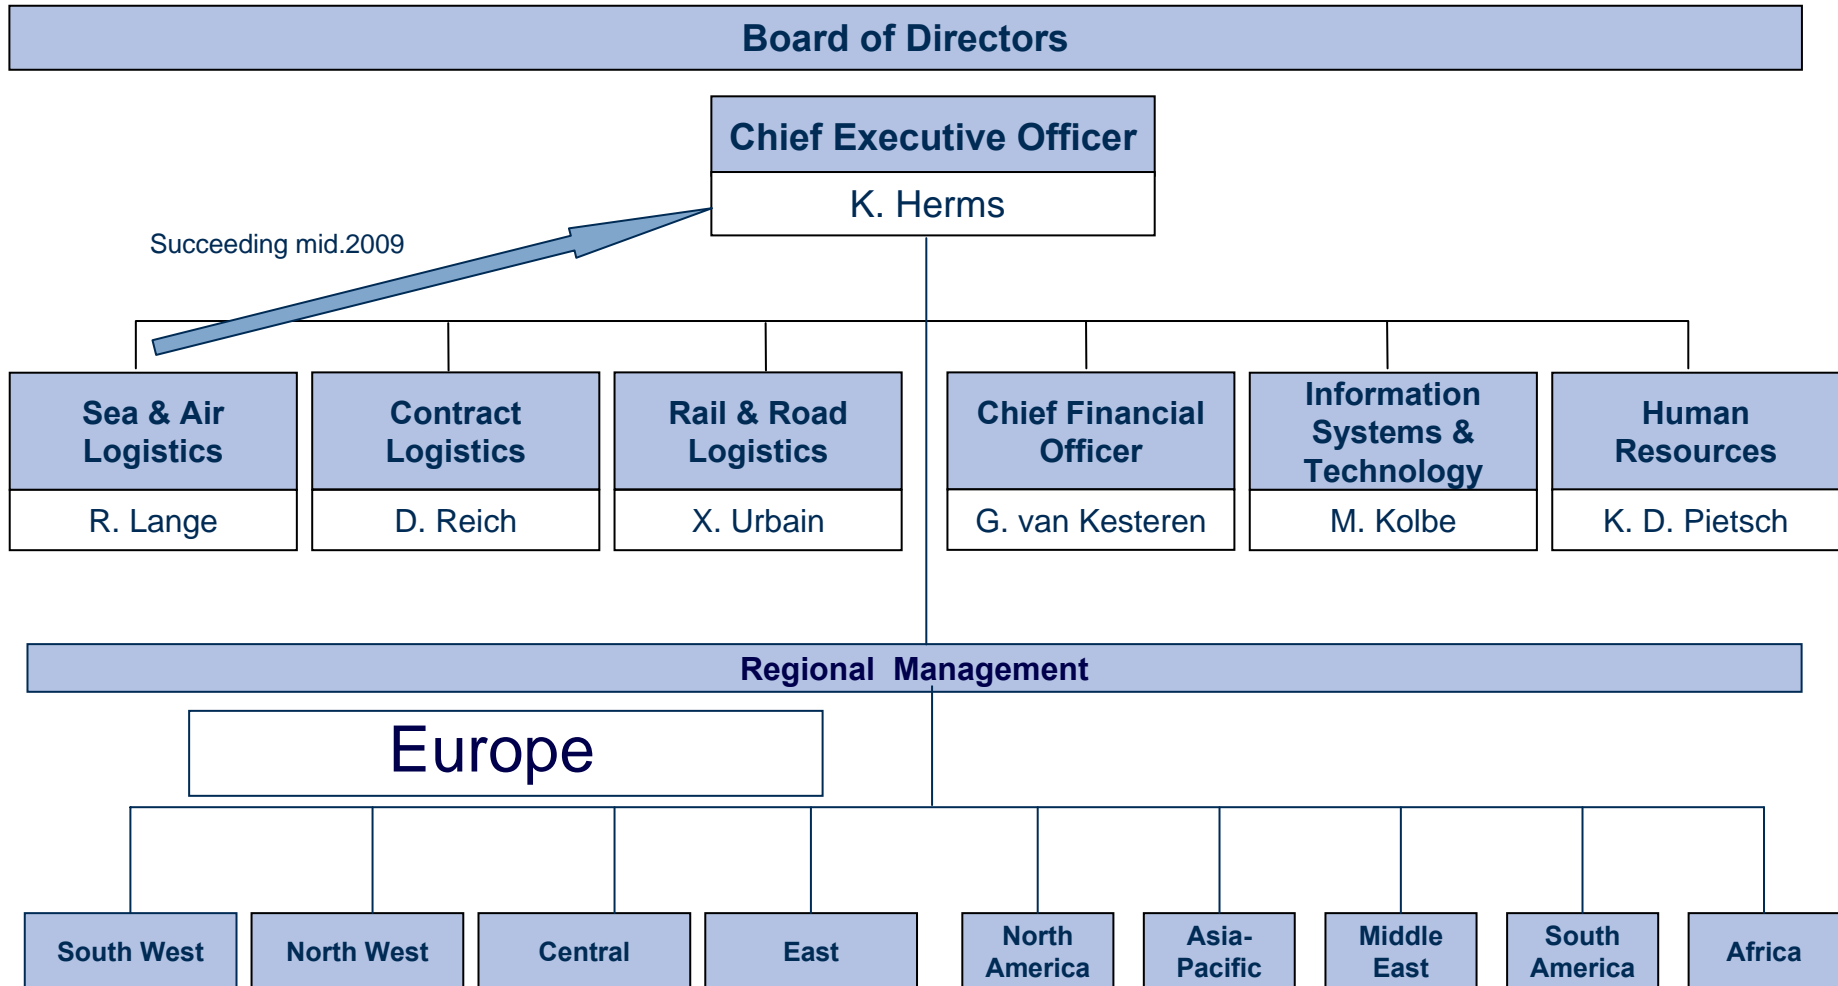 Board of Directors
Chief Executive Officer
K. Herms
Succeeding mid.2009
Sea & Air
Logistics
R. Lange
Contract
Logistics
D. Reich
Rail & Road
Logistics
X. Urbain
Chief Financial
Officer
G. van Kesteren
Information
Systems &
Technology
M. Kolbe
Human
Resources
K. D. Pietsch
Regional Management
Europe
South West
North West
Central
East
North
America
Asia-
Pacific
Middle
East
South
America
Africa